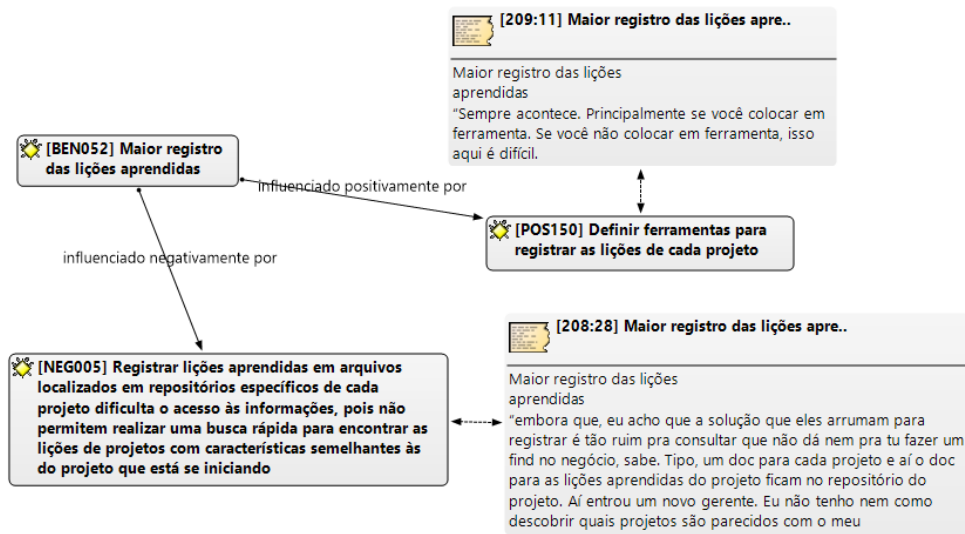 [209:11] Maior registro das lições apre..
Maior registro das lições
aprendidas
“Sempre acontece. Principalmente se você colocar em
ferramenta. Se você não colocar em ferramenta, isso
aqui é difícil.
[BEN052] Maior registro
das lições aprendidas
influenciado positivamente por
[POS150] Definir ferramentas para
registrar as lições de cada projeto
influenciado negativamente por
[NEG005] Registrar lições aprendidas em arquivos
localizados em repositórios específicos de cada
projeto dificulta o acesso às informações, pois não
permitem realizar uma busca rápida para encontrar as
lições de projetos com características semelhantes às
do projeto que está se iniciando
[208:28] Maior registro das lições apre..
Maior registro das lições
aprendidas
“embora que, eu acho que a solução que eles arrumam para
registrar é tão ruim pra consultar que não dá nem pra tu fazer um
find no negócio, sabe. Tipo, um doc para cada projeto e aí o doc
para as lições aprendidas do projeto ficam no repositório do
projeto. Aí entrou um novo gerente. Eu não tenho nem como
descobrir quais projetos são parecidos com o meu